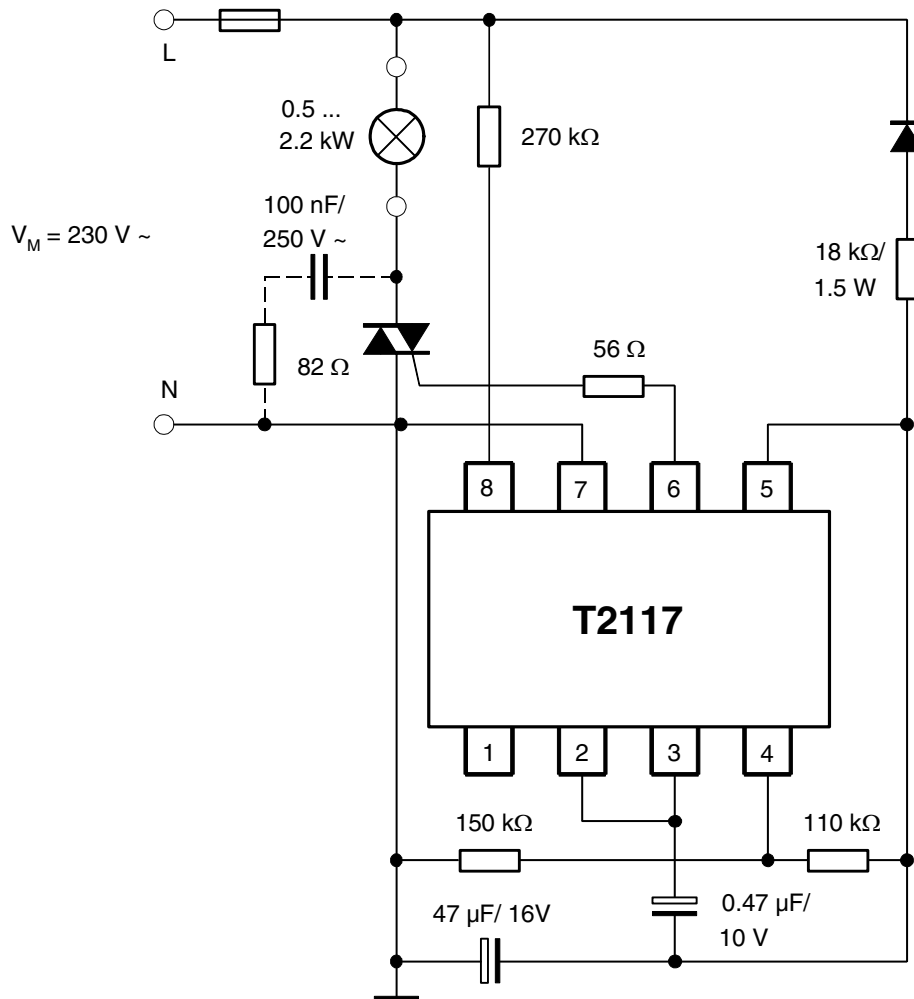 L
0.5 ...
2.2 kW
270 kΩ
100 nF/
250 V ~
V_M = 230 V ~
18 kΩ/
1.5 W
56 Ω
82 Ω
N
8 7 6 5
T2117
1 2 3 4
150 kΩ
110 kΩ
47 µF/ 16V
0.47 µF/
10 V